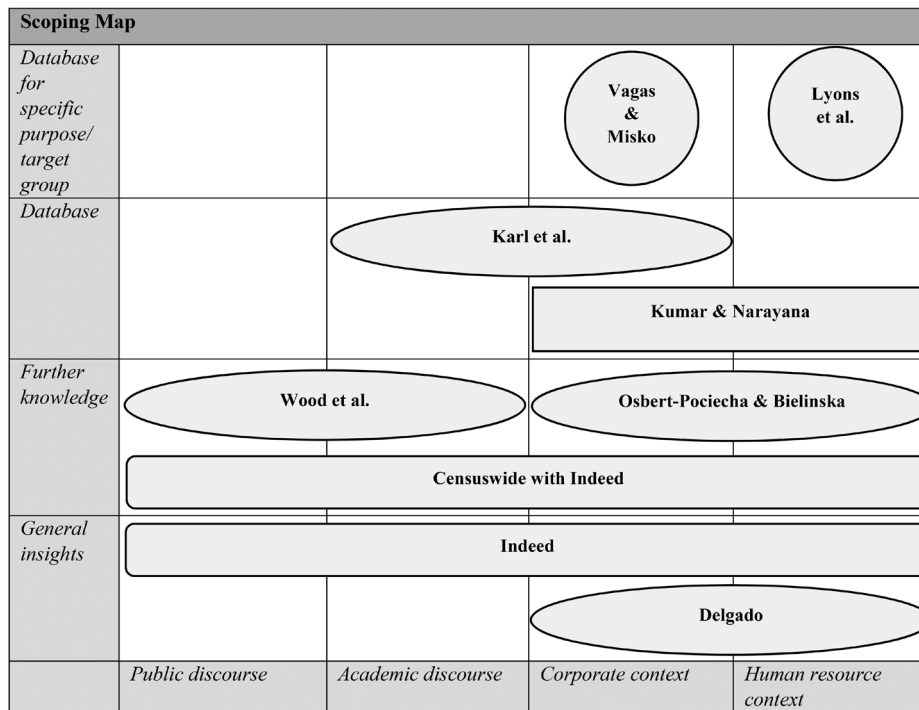 Scoping Map
Database
for
specific
purpose/
target
group
Vagas
&
Misko
Lyons
et al.
Database
Karl et al.
Kumar & Narayana
Further
knowledge
Wood et al.
Osbert-Pociecha & Bielinska
Censuswide with Indeed
General
insights
Indeed
Delgado
Public discourse
Academic discourse
Corporate context
Human resource
context